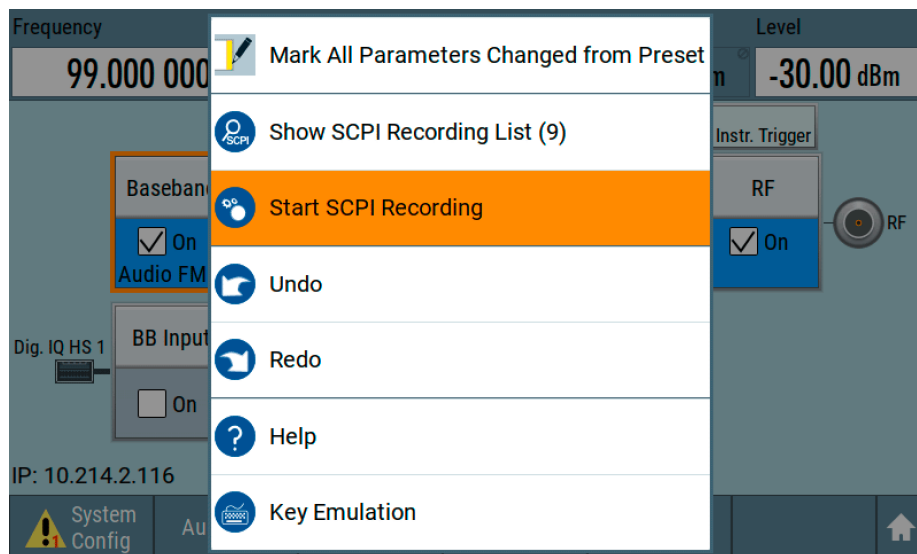 Frequency
Level
99.000 000
-30.00 dBm
Mark All Parameters Changed from Preset
SCPI
Show SCPI Recording List (9)
Instr. Trigger
Start SCPI Recording
Baseban
On
Audio FM
RF
On
RF
Undo
Dig. IQ HS 1
BB Input
On
Redo
?
Help
IP: 10.214.2.116
Key Emulation
1
System
Config
Au